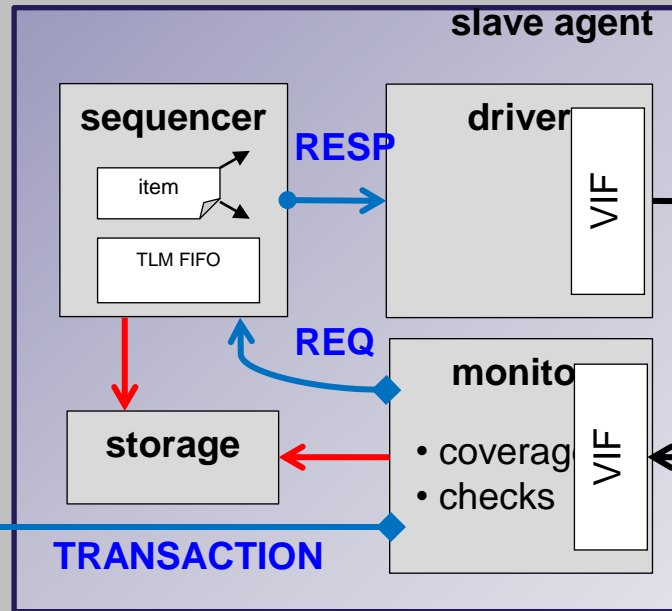 slave agent
sequencer
item
TLM FIFO
RESP
driver
VIF
REQ
storage
monito
• coverag
• checks
VIF
TRANSACTION